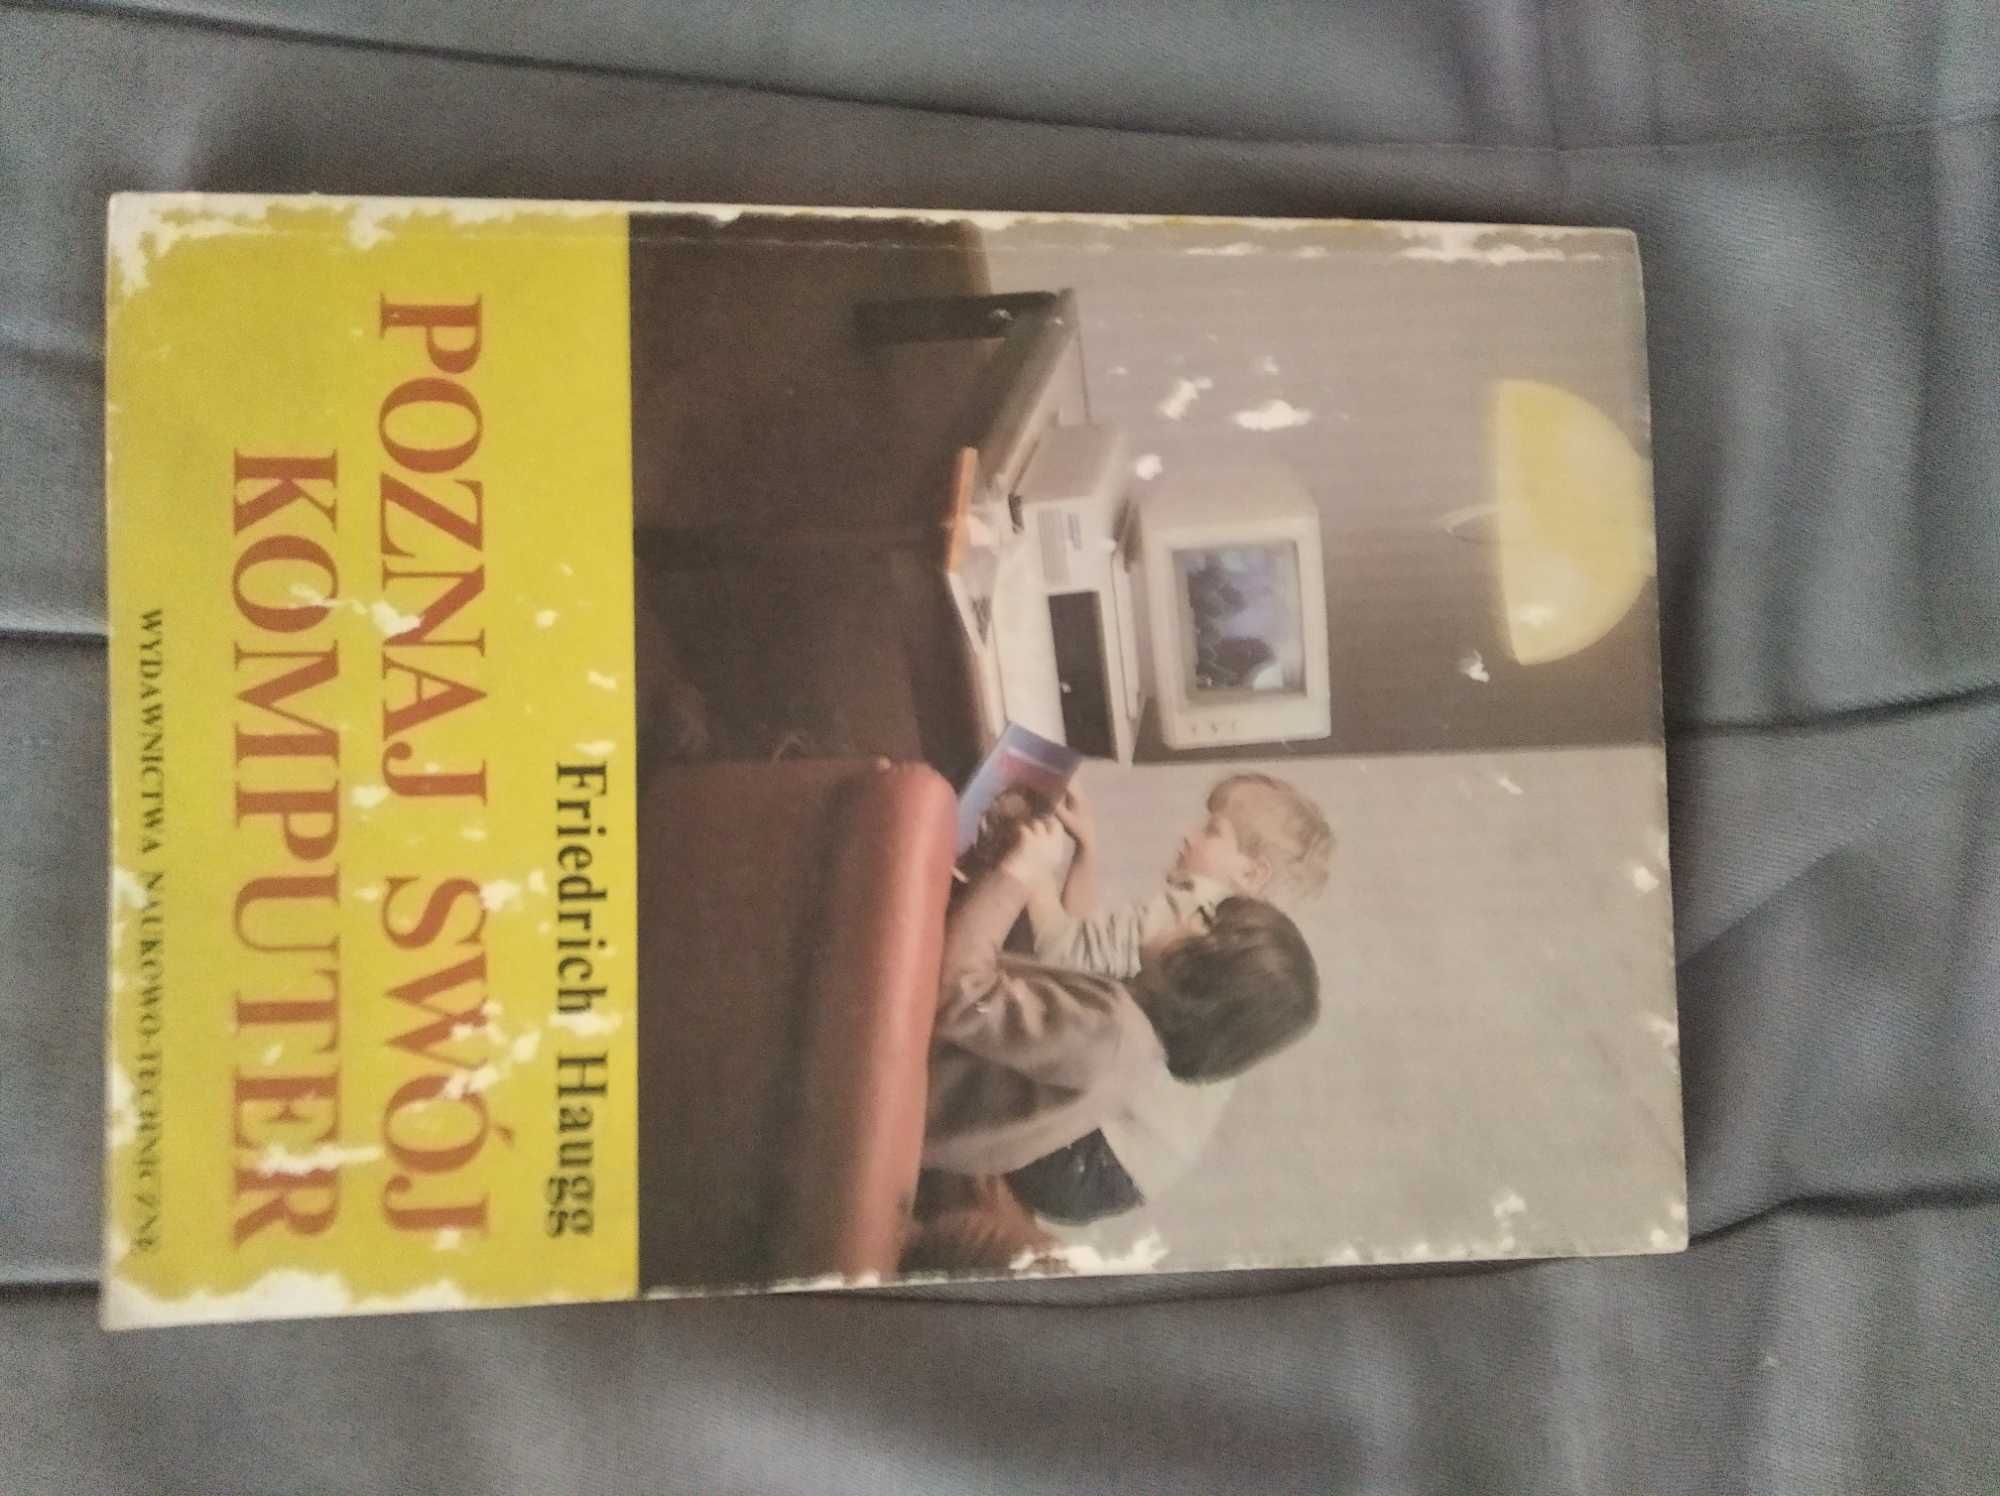 Friedrich Haugg
POZNAJ SWÓJ
KOMPUTER
WYDAWNICTWA NAUKOWO-TECHNICZNE